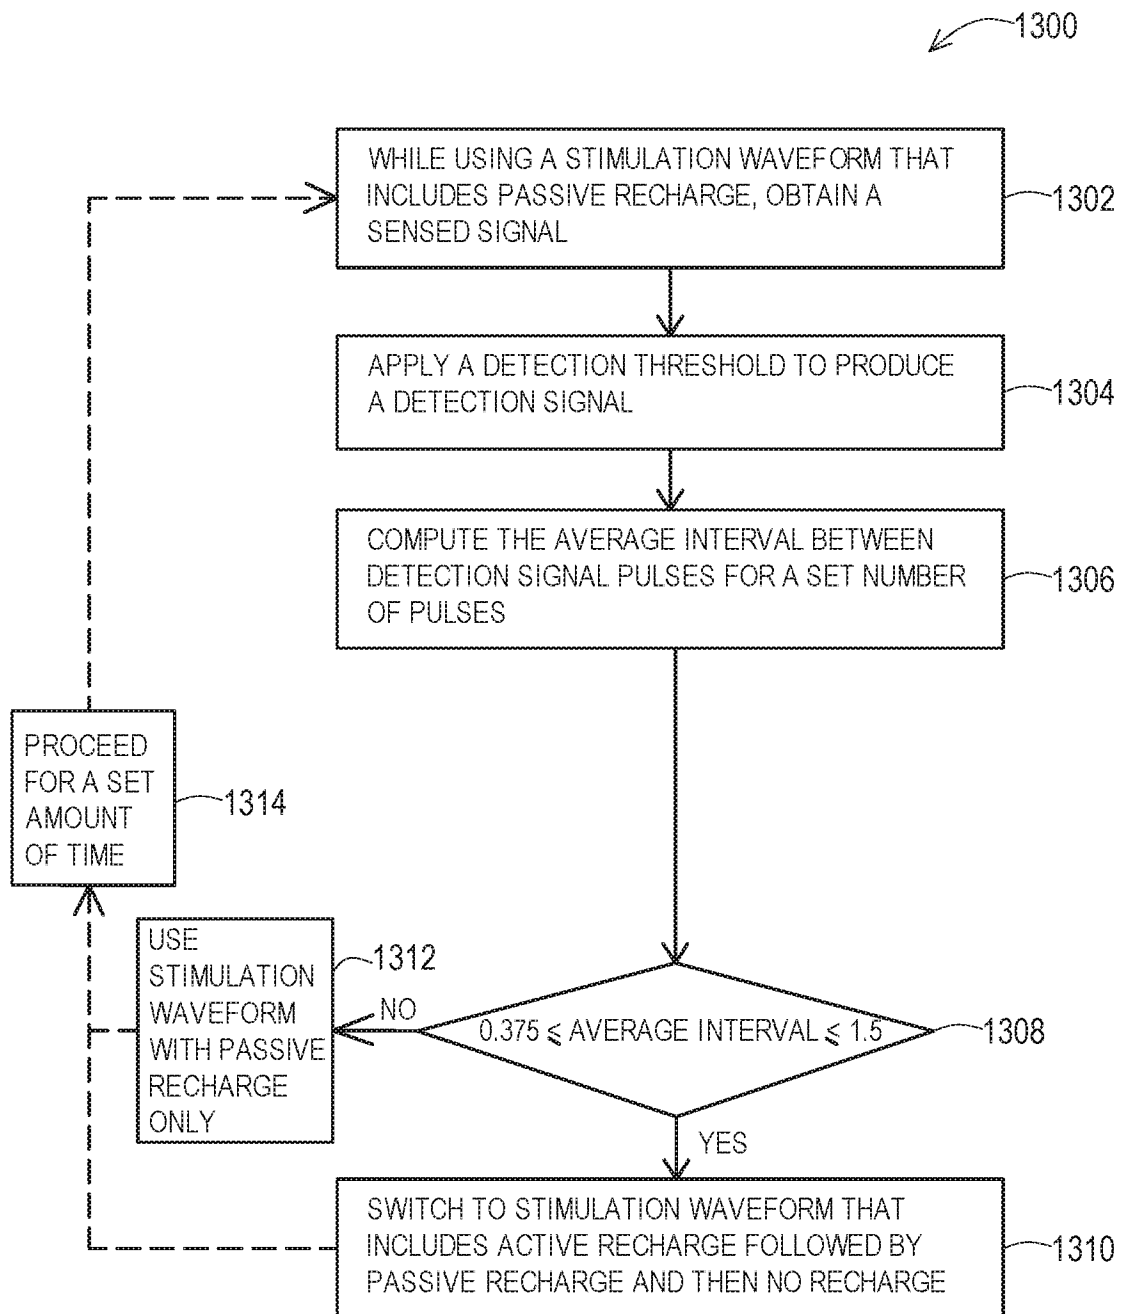 1300
WHILE USING A STIMULATION WAVEFORM THAT
INCLUDES PASSIVE RECHARGE, OBTAIN A
SENSED SIGNAL
1302
APPLY A DETECTION THRESHOLD TO PRODUCE
A DETECTION SIGNAL
1304
COMPUTE THE AVERAGE INTERVAL BETWEEN
DETECTION SIGNAL PULSES FOR A SET NUMBER
OF PULSES
1306
PROCEED
FOR A SET
AMOUNT
OF TIME
1314
USE
STIMULATION
WAVEFORM
WITH PASSIVE
RECHARGE
ONLY
1312
NO
0.375 ⩽ AVERAGE INTERVAL ⩽ 1.5
1308
YES
SWITCH TO STIMULATION WAVEFORM THAT
INCLUDES ACTIVE RECHARGE FOLLOWED BY
PASSIVE RECHARGE AND THEN NO RECHARGE
1310